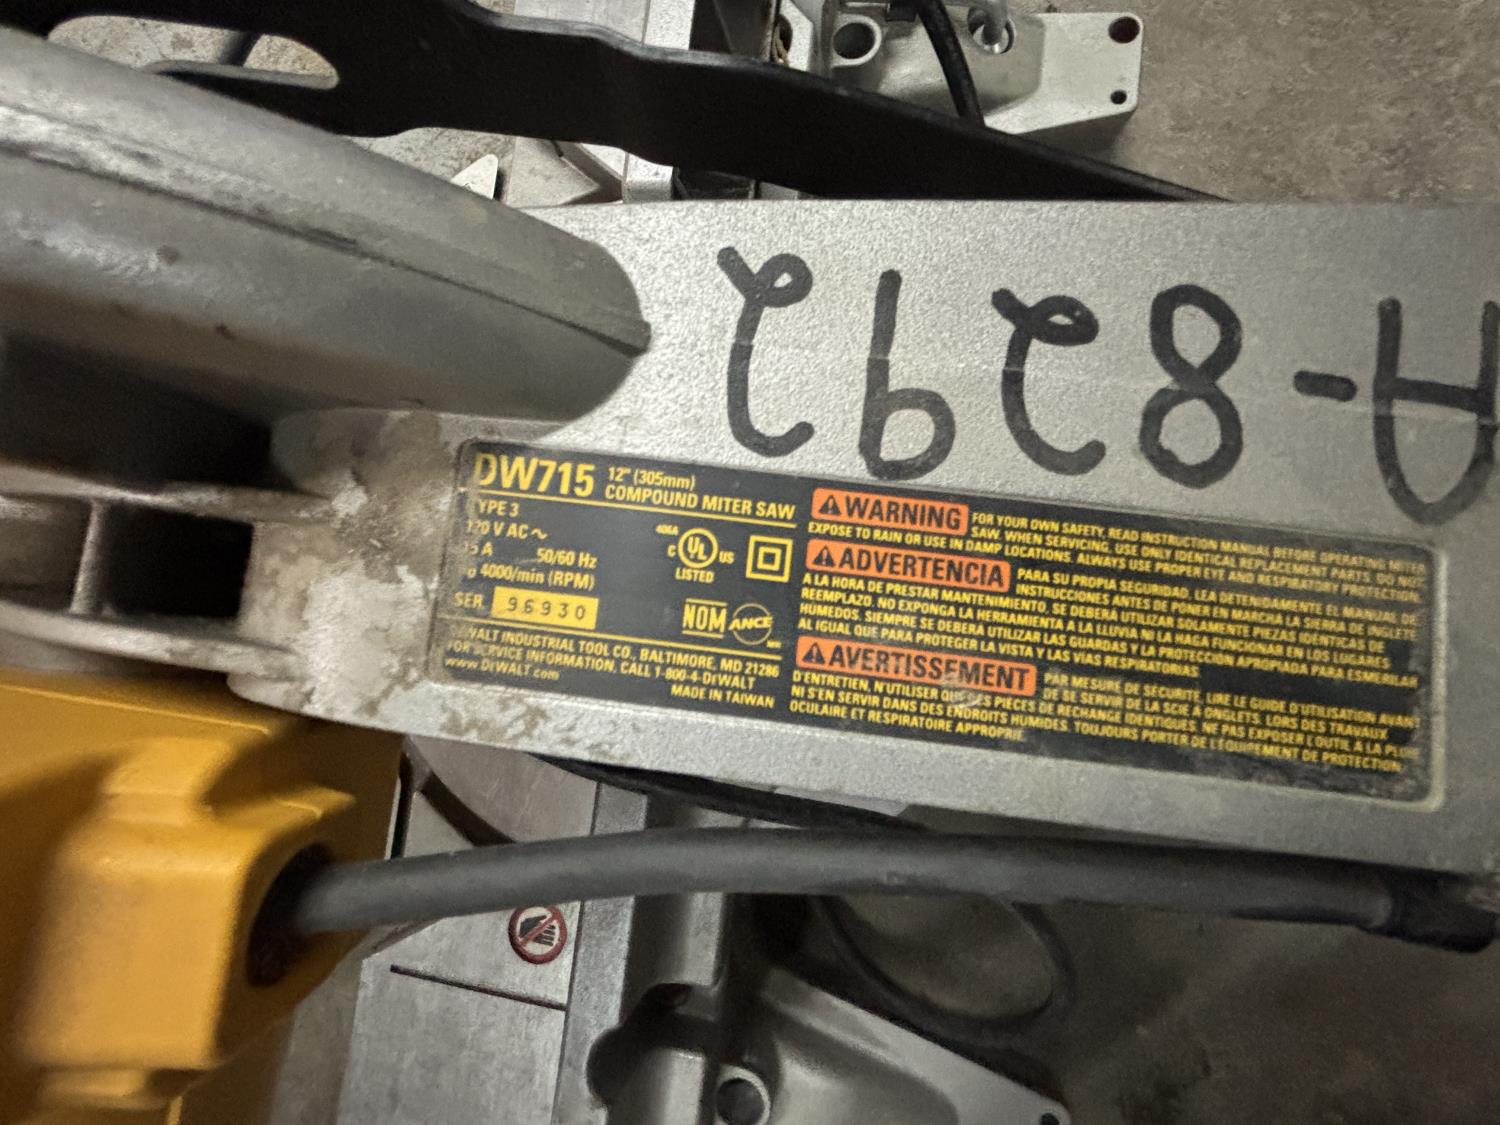 A-8292
DW715 12" (305mm)
COMPOUND MITER SAW
YPE 3
120 V AC ~
15 A 50/60 Hz
o 4000/min (RPM)
SER. 96930
406A
C UL US
LISTED
NOM ANCE
WALT INDUSTRIAL TOOL CO., BALTIMORE, MD 21286
FOR SERVICE INFORMATION, CALL 1-800-4-DeWALT
www.DeWALT.com
MADE IN TAIWAN
WARNING FOR YOUR OWN SAFETY, READ INSTRUCTION MANUAL BEFORE OPERATING MITER
SAW. WHEN SERVICING, USE ONLY IDENTICAL REPLACEMENT PARTS. DO NOT
EXPOSE TO RAIN OR USE IN DAMP LOCATIONS. ALWAYS USE PROPER EYE AND RESPIRATORY PROTECTION.
ADVERTENCIA PARA SU PROPIA SEGURIDAD, LEA DETENIDAMENTE EL MANUAL DE
INSTRUCCIONES ANTES DE PONER EN MARCHA LA SIERRA DE INGLETE
A LA HORA DE PRESTAR MANTENIMIENTO, SE DEBERÁ UTILIZAR SOLAMENTE PIEZAS IDÉNTICAS DE
REEMPLAZO. NO EXPONGA LA HERRAMIENTA A LA LLUVIA NI LA HAGA FUNCIONAR EN LOS LUGARES
HÚMEDOS. SIEMPRE SE DEBERÁ UTILIZAR LAS GUARDAS Y LA PROTECCIÓN APROPIADA PARA ESMERILAR
AL IGUAL QUE PARA PROTEGER LA VISTA Y LAS VÍAS RESPIRATORIAS
AVERTISSEMENT PAR MESURE DE SÉCURITÉ, LIRE LE GUIDE D'UTILISATION AVANT
DE SE SERVIR DE LA SCIE À ONGLETS. LORS DES TRAVAUX
D'ENTRETIEN, N'UTILISER QUE DES PIÈCES DE RECHANGE IDENTIQUES. NE PAS EXPOSER L'OUTIL À LA PLUIE
NI S'EN SERVIR DANS DES ENDROITS HUMIDES. TOUJOURS PORTER DE L'ÉQUIPEMENT DE PROTECTION
OCULAIRE ET RESPIRATOIRE APPROPRIÉ